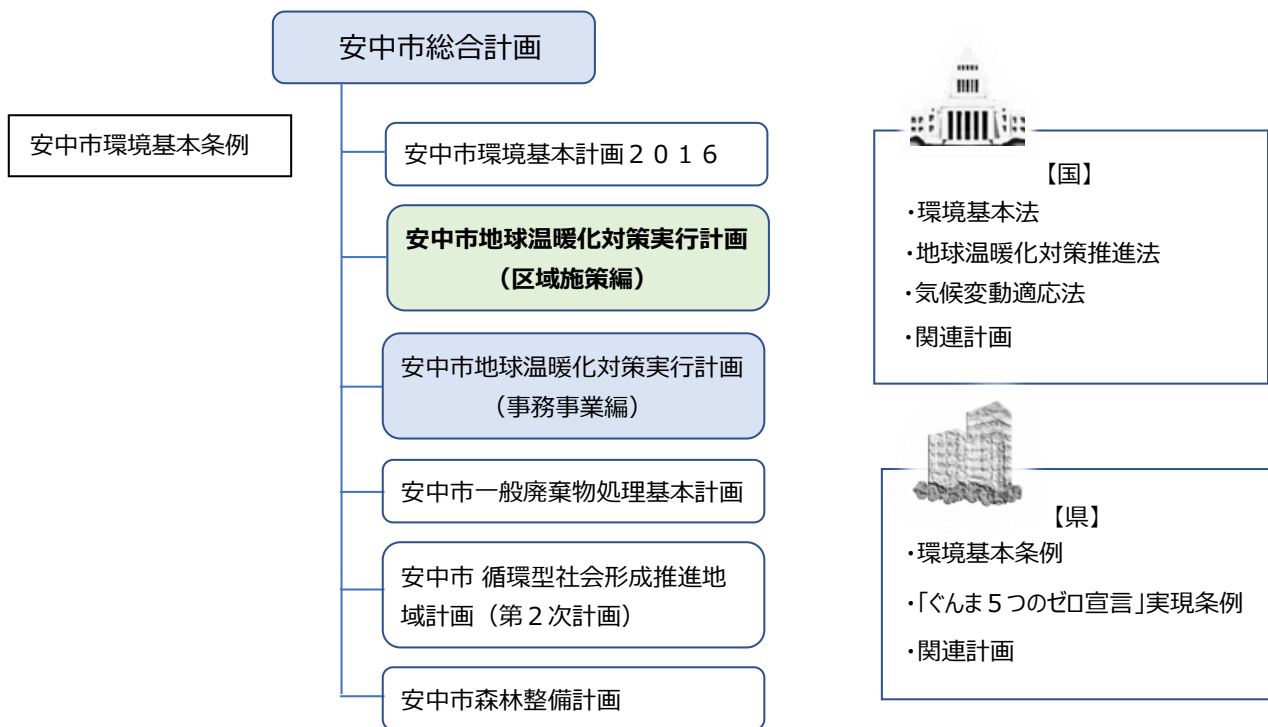 安中市総合計画
安中市環境基本条例
安中市環境基本計画２０１６
安中市地球温暖化対策実行計画
（区域施策編）
安中市地球温暖化対策実行計画
（事務事業編）
安中市一般廃棄物処理基本計画
安中市 循環型社会形成推進地
域計画（第２次計画）
安中市森林整備計画
【国】
・環境基本法
・地球温暖化対策推進法
・気候変動適応法
・関連計画
【県】
・環境基本条例
・「ぐんま５つのゼロ宣言」実現条例
・関連計画